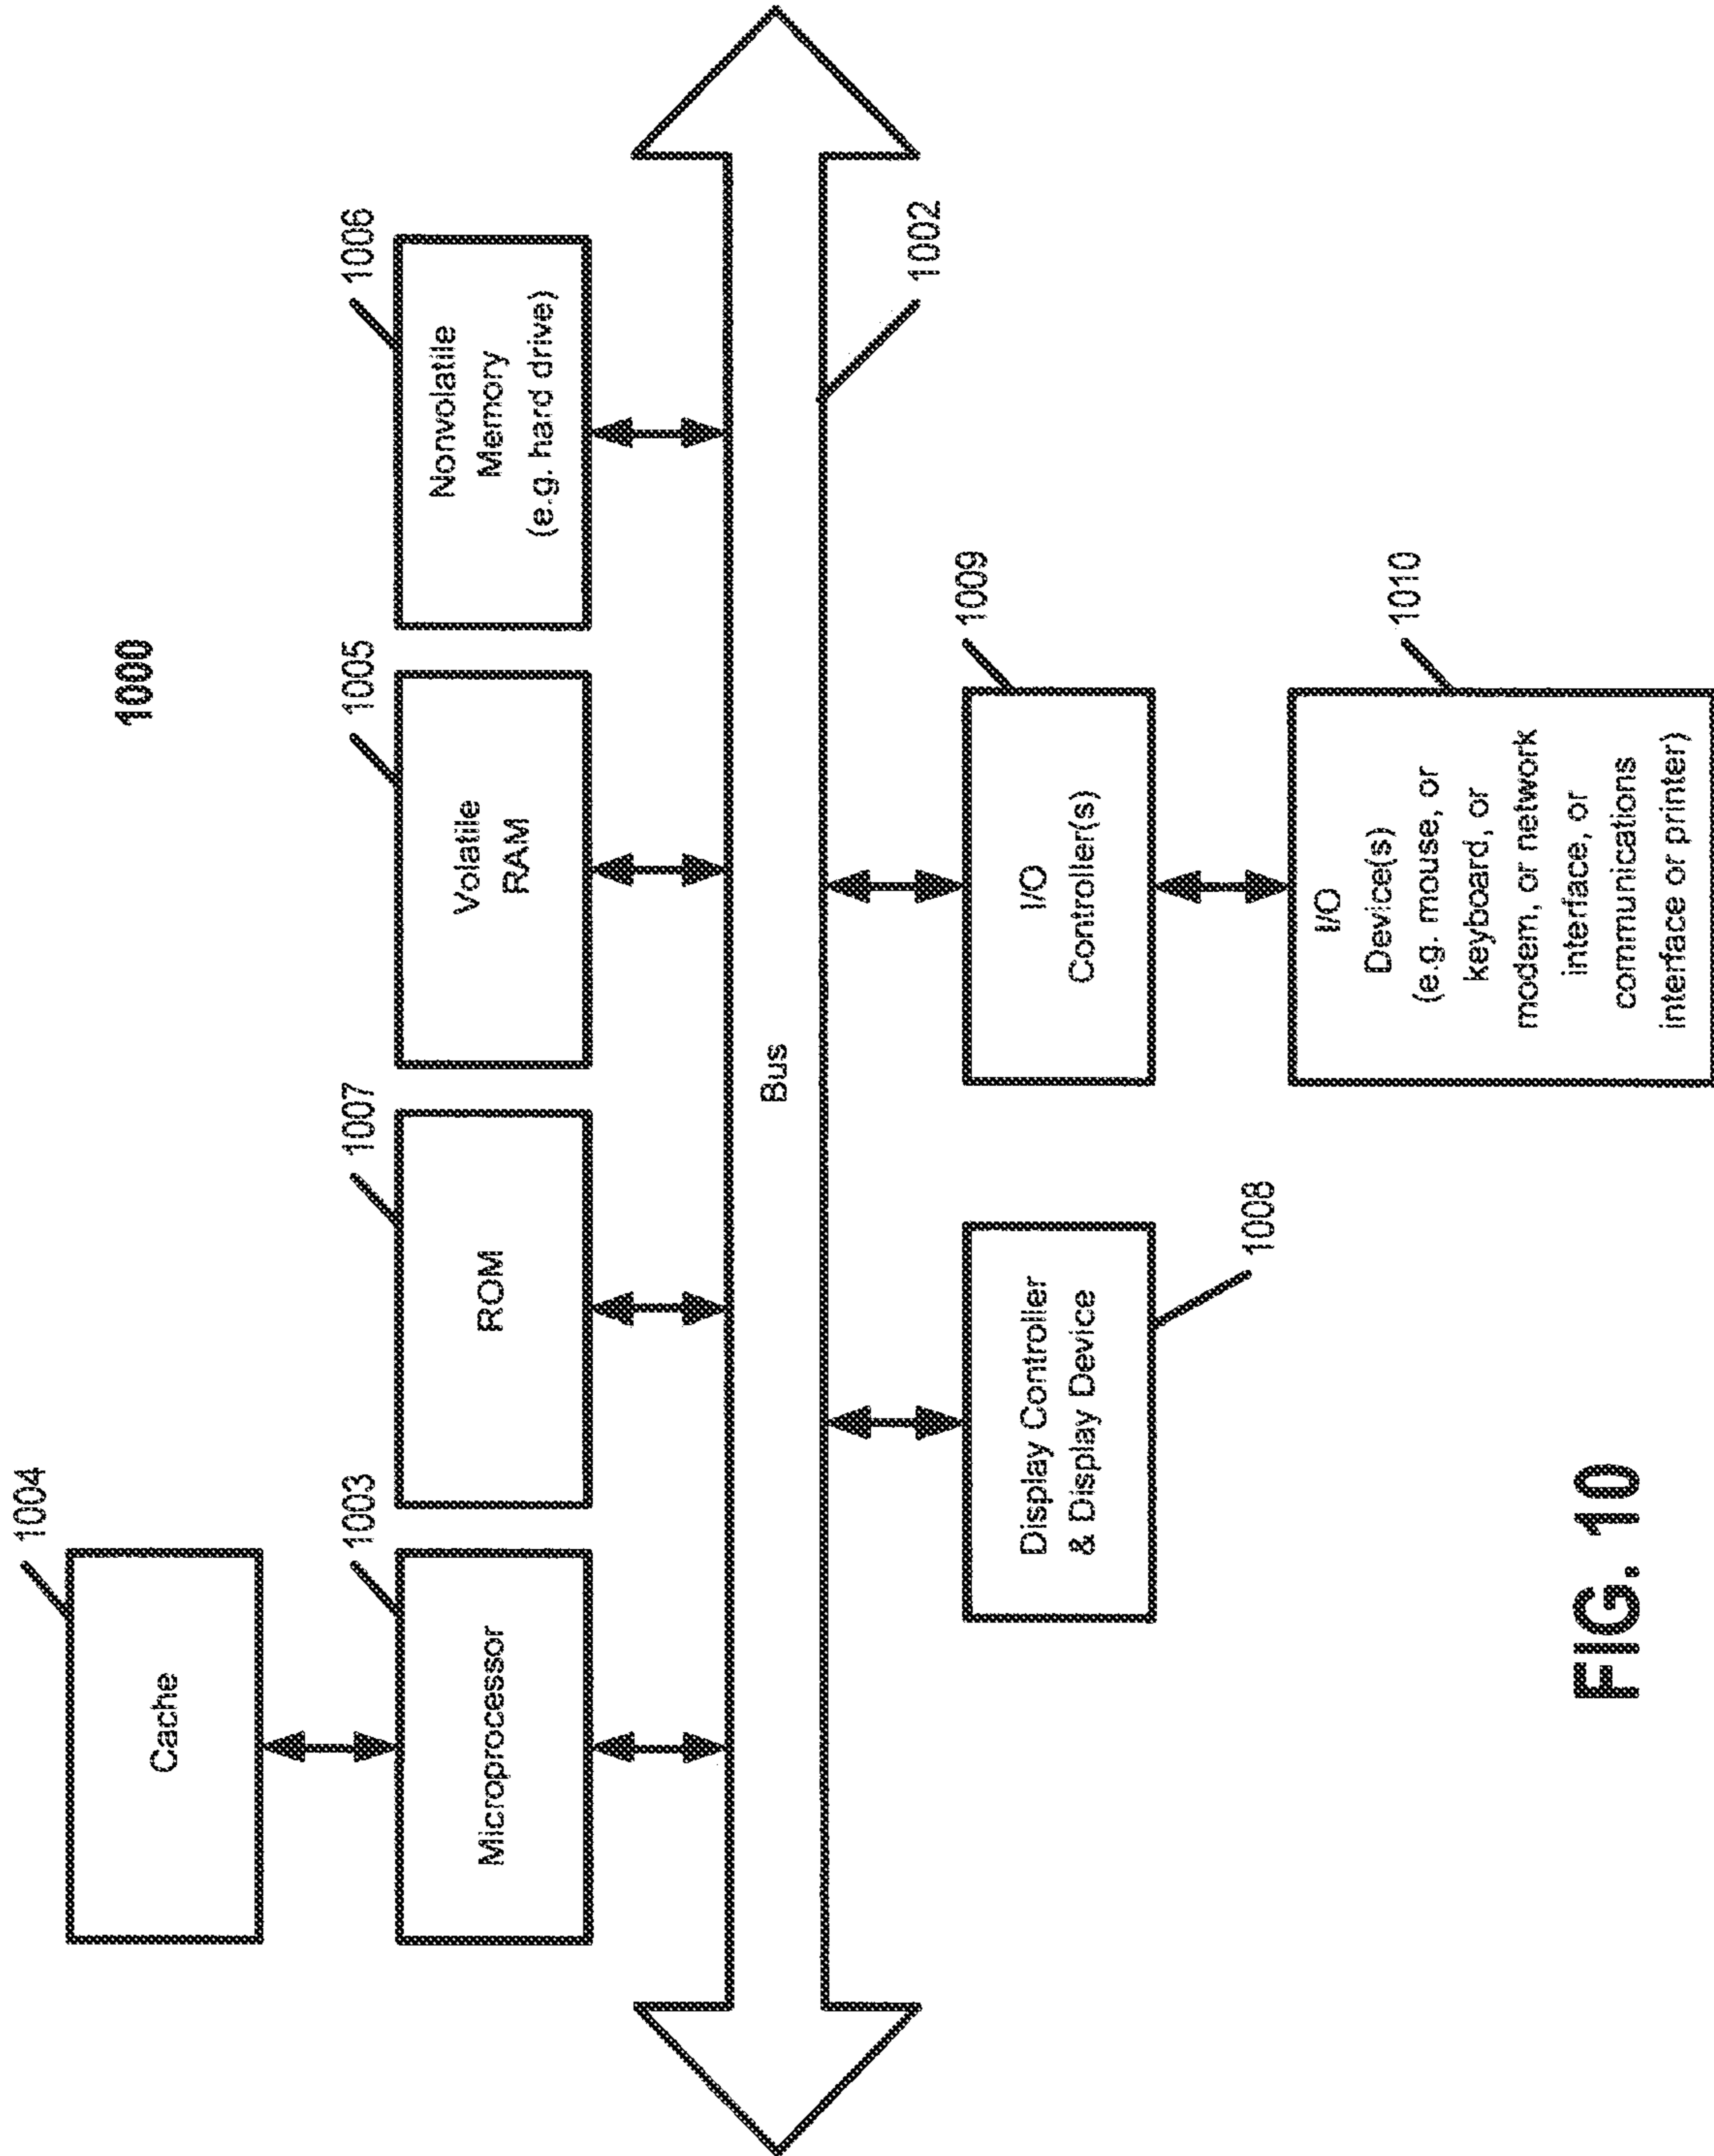 1000
1004
Cache
1003
Microprocessor
1007
ROM
1005
Volatile
RAM
1006
Nonvolatile
Memory
(e.g. hard drive)
Bus
1002
Display Controller
& Display Device
1008
I/O
Controller(s)
1009
I/O
Device(s)
(e.g. mouse, or
keyboard, or
modem, or network
interface, or
communications
interface or printer)
1010
FIG. 10